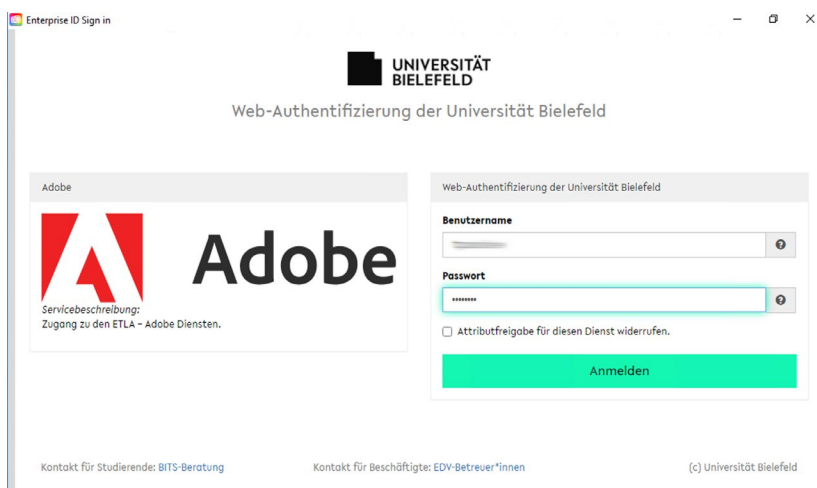 Enterprise ID Sign in
UNIVERSITÄT
BIELEFELD
Web-Authentifizierung der Universität Bielefeld
Adobe
Adobe
Servicebeschreibung:
Zugang zu den ETLA – Adobe Diensten.
Web-Authentifizierung der Universität Bielefeld
Benutzername
Passwort
********
Attributfreigabe für diesen Dienst widerrufen.
Anmelden
Kontakt für Studierende: BITS-Beratung
Kontakt für Beschäftigte: EDV-Betreuer*innen
(c) Universität Bielefeld